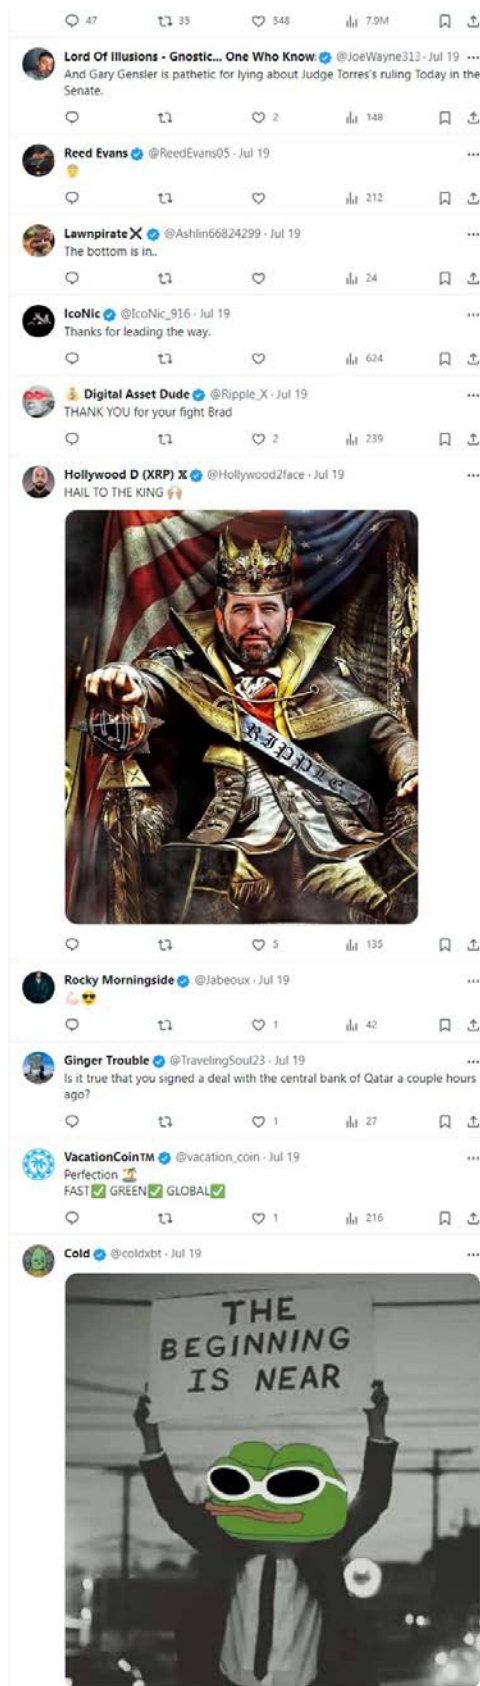 47 35 548 7.9M
Lord Of Illusions - Gnostic... One Who Know: @JoeWayne313 · Jul 19 ...
And Gary Gensler is pathetic for lying about Judge Torres's ruling Today in the
Senate.
2 148
Reed Evans @ReedEvans05 · Jul 19 ...
212
Lawnpirate @Ashlin66824299 · Jul 19 ...
The bottom is in..
24
IcoNic @IcoNic_916 · Jul 19 ...
Thanks for leading the way.
624
Digital Asset Dude @Ripple_X · Jul 19 ...
THANK YOU for your fight Brad
2 239
Hollywood D (XRP) X @Hollywood2face · Jul 19 ...
HAIL TO THE KING
RIPPLE
5 135
Rocky Morningside @Jabeoux · Jul 19 ...
1 42
Ginger Trouble @TravelingSoul23 · Jul 19 ...
Is it true that you signed a deal with the central bank of Qatar a couple hours
ago?
1 27
VacationCoin™ @vacation_coin · Jul 19 ...
Perfection
FAST✅ GREEN✅ GLOBAL✅
1 216
Cold @coldxbt · Jul 19 ...
THE
BEGINNING
IS NEAR